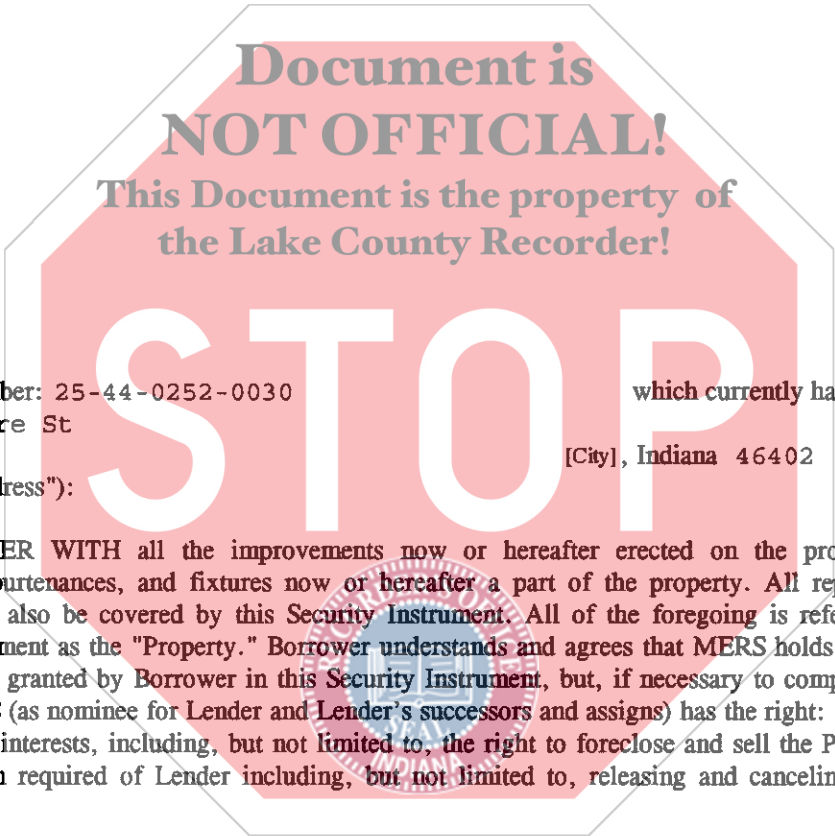 Document is
NOT OFFICIAL!
This Document is the property of
the Lake County Recorder!
STOP
ber: 25-44-0252-0030 which currently ha
re St
[City], Indiana 46402
dress"):
ER WITH all the improvements now or hereafter erected on the pro
urtenances, and fixtures now or hereafter a part of the property. All rep
also be covered by this Security Instrument. All of the foregoing is refe
ment as the "Property." Borrower understands and agrees that MERS holds
granted by Borrower in this Security Instrument, but, if necessary to comp
(as nominee for Lender and Lender's successors and assigns) has the right:
interests, including, but not limited to, the right to foreclose and sell the P
required of Lender including, but not limited to, releasing and cancelin
SEAL
INDIANA